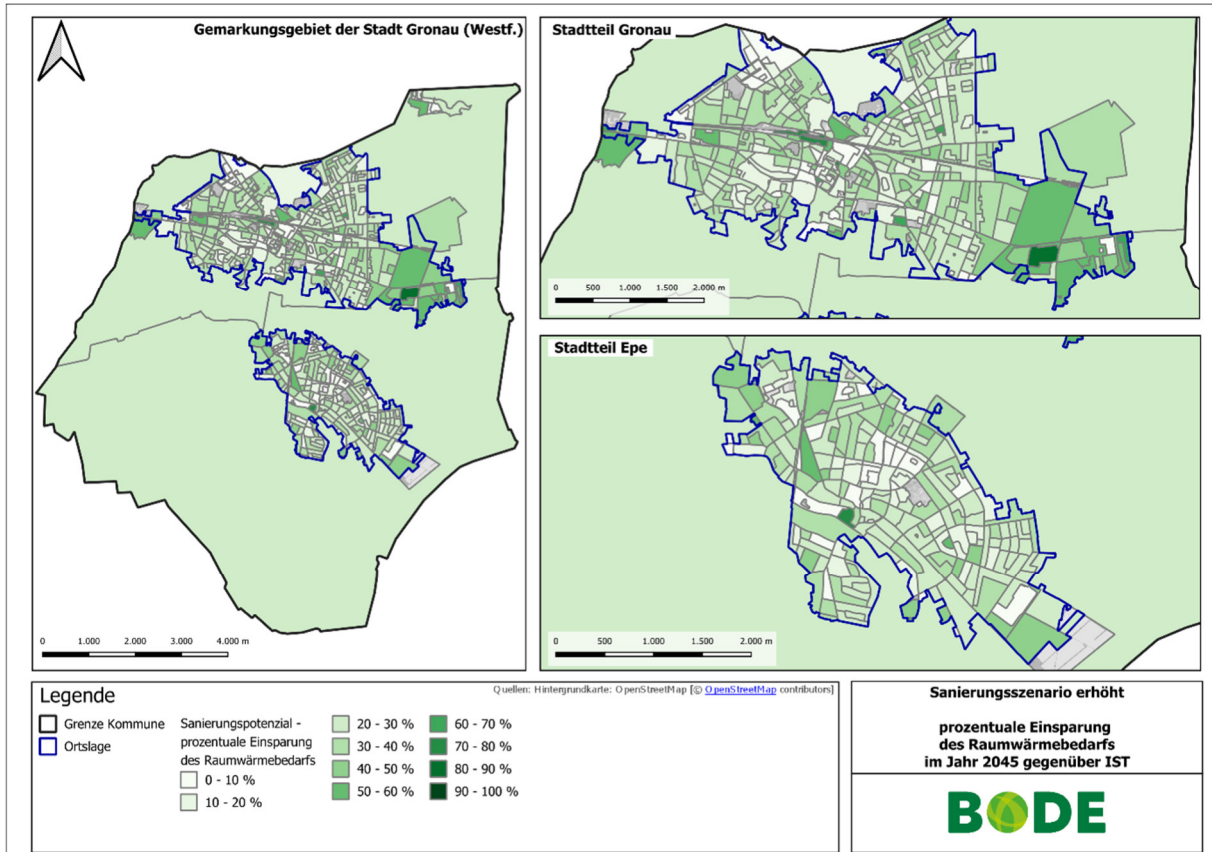 Gemarkungsgebiet der Stadt Gronau (Westf.)
0 1.000 2.000 3.000 4.000 m
Stadtteil Gronau
0 500 1.000 1.500 2.000 m
Stadtteil Epe
0 500 1.000 1.500 2.000 m
Legende
Grenze Kommune
Ortslage
Sanierungspotenzial -
prozentuale Einsparung
des Raumwärmebedarfs
0 - 10 %
10 - 20 %
20 - 30 %
30 - 40 %
40 - 50 %
50 - 60 %
60 - 70 %
70 - 80 %
80 - 90 %
90 - 100 %
Quellen: Hintergrundkarte: OpenStreetMap [© OpenStreetMap contributors]
Sanierungsszenario erhöht
prozentuale Einsparung
des Raumwärmebedarfs
im Jahr 2045 gegenüber IST
BODE